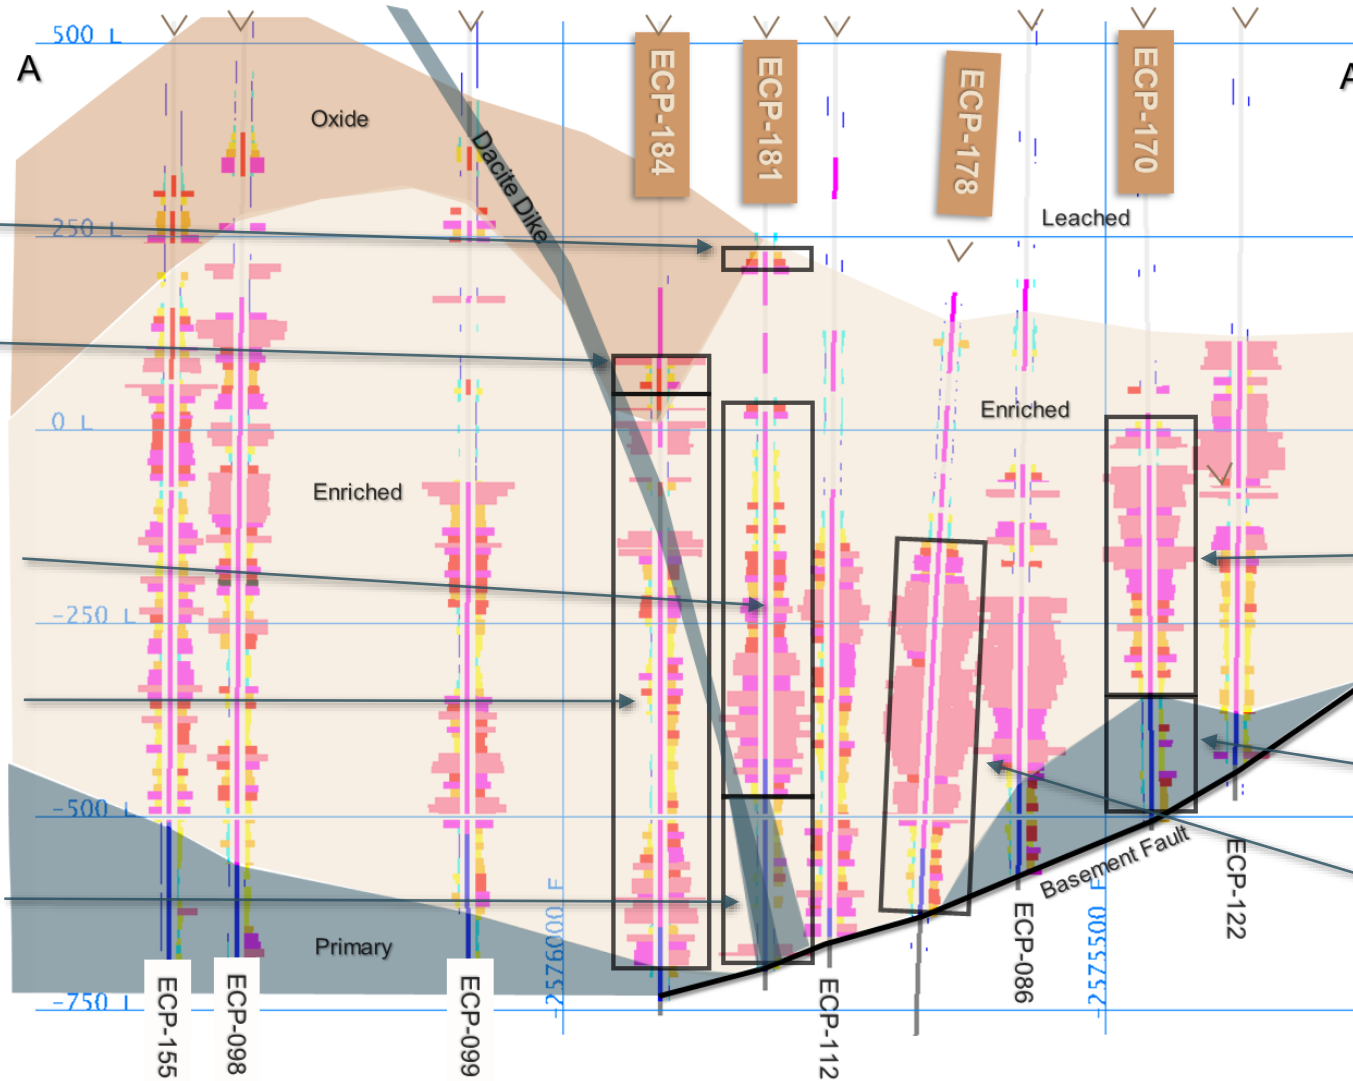 500 L
A
A
ECP-184
ECP-181
ECP-178
ECP-170
Oxide
Dacite Dike
250 L
Leached
0 L
Enriched
Enriched
-250 L
-500 L
Basement Fault
Primary
-2576000 E
-2575500 E
-750 L
ECP-155
ECP-098
ECP-099
ECP-112
ECP-086
ECP-122